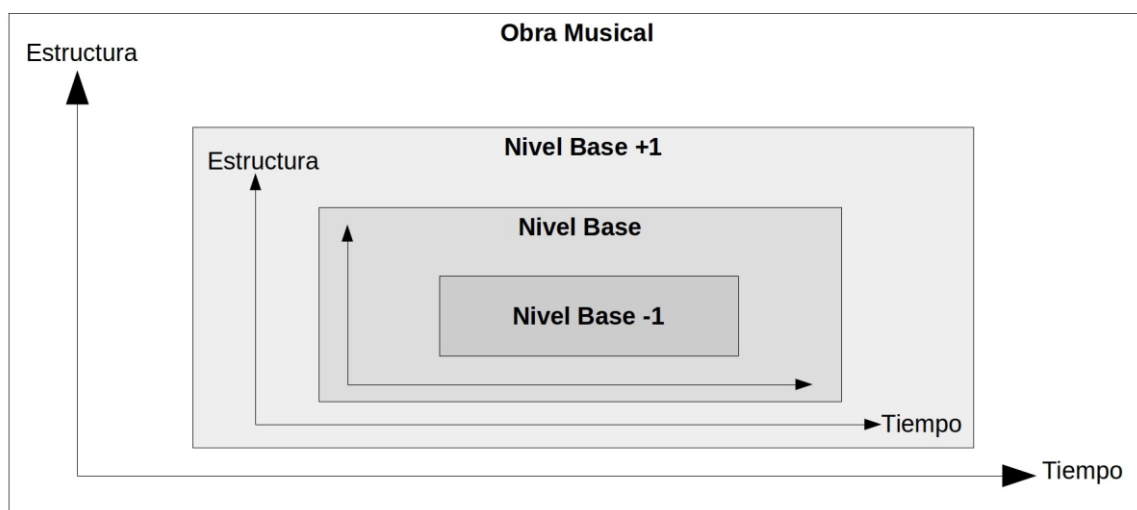 Obra Musical
Estructura
Nivel Base +1
Estructura
Nivel Base
Nivel Base -1
Tiempo
Tiempo